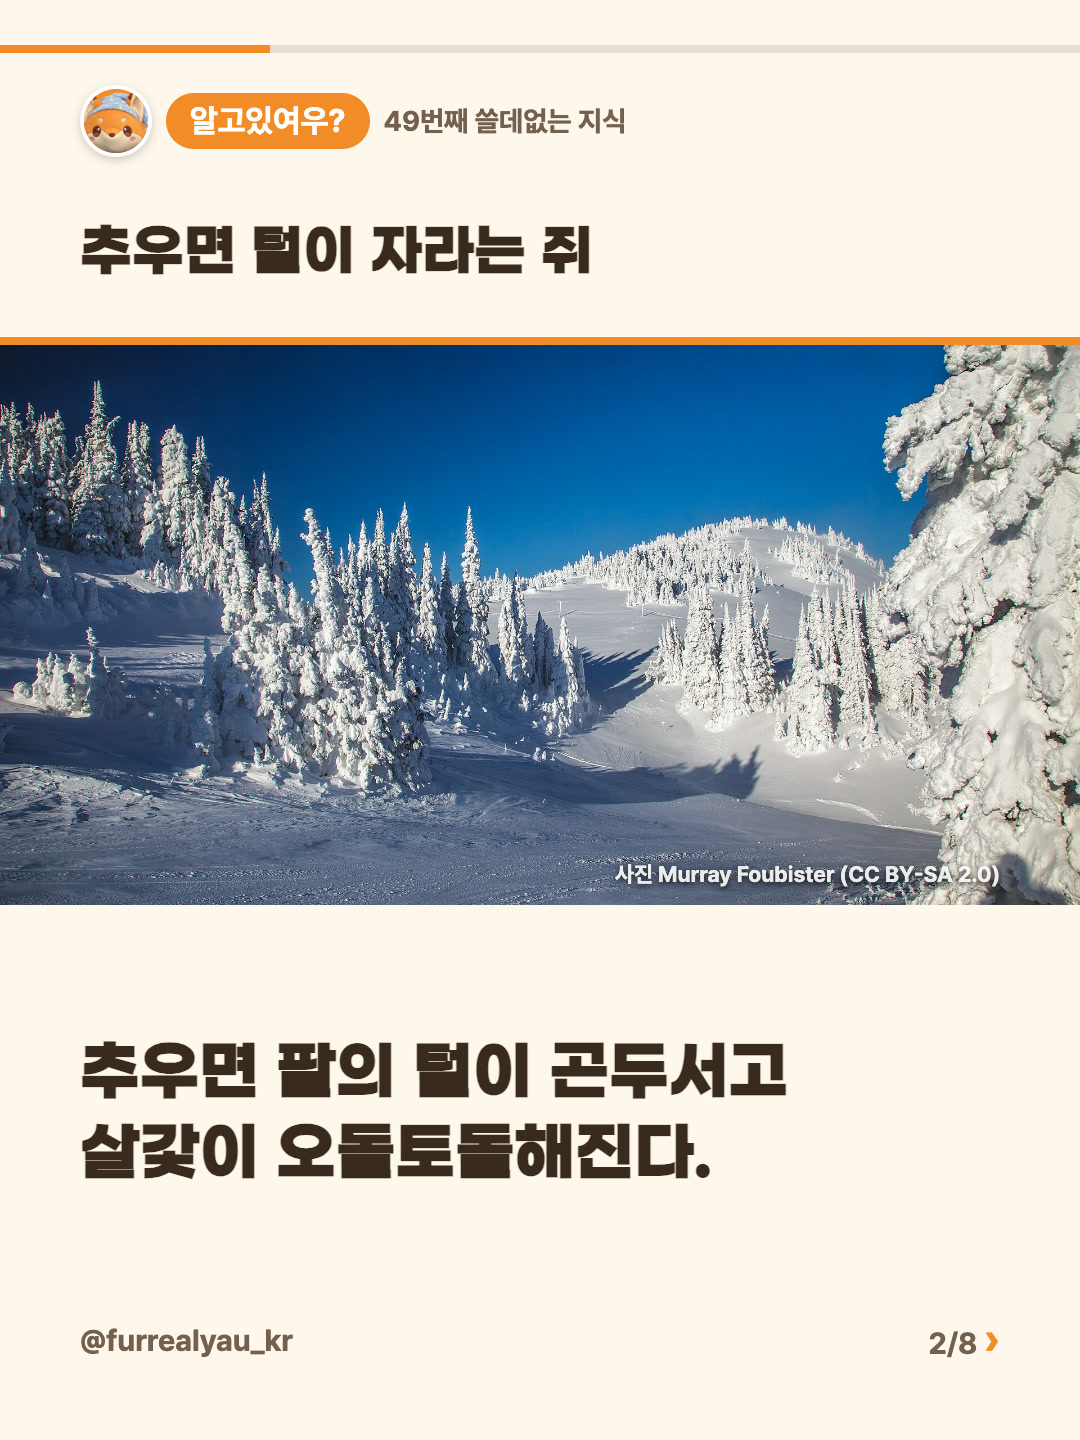 알고있여우?
49번째 쓸데없는 지식
추우면 털이 자라는 쥐
사진 Murray Foubister (CC BY-SA 2.0)
추우면 팔의 털이 곤두서고
살갗이 오돌토돌해진다.
@furrealyau_kr
2/8 ›